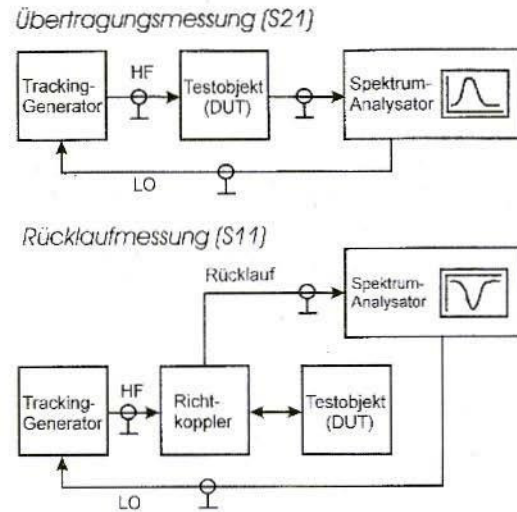 Übertragungsmessung (S21)
Tracking-
Generator
HF
Testobjekt
(DUT)
Spektrum-
Analysator
LO
Rücklaufmessung (S11)
Rücklauf
Spektrum-
Analysator
Tracking-
Generator
HF
Richt-
koppler
Testobjekt
(DUT)
LO